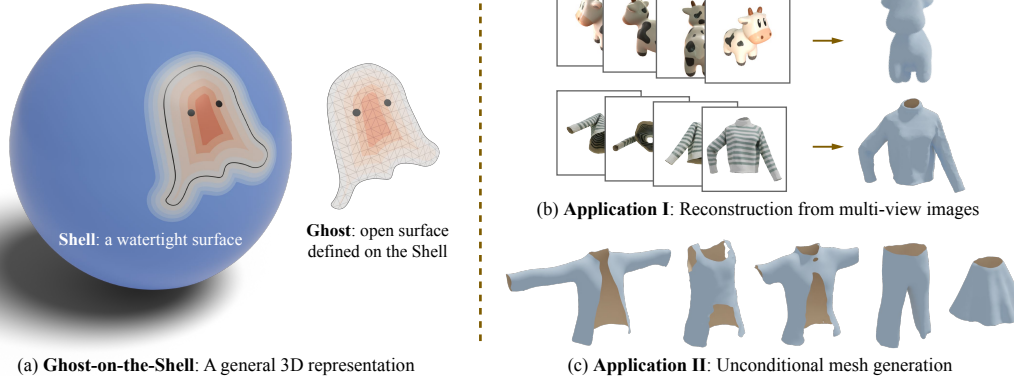 Shell: a watertight surface
Ghost: open surface
defined on the Shell
(a) Ghost-on-the-Shell: A general 3D representation
(b) Application I: Reconstruction from multi-view images
(c) Application II: Unconditional mesh generation